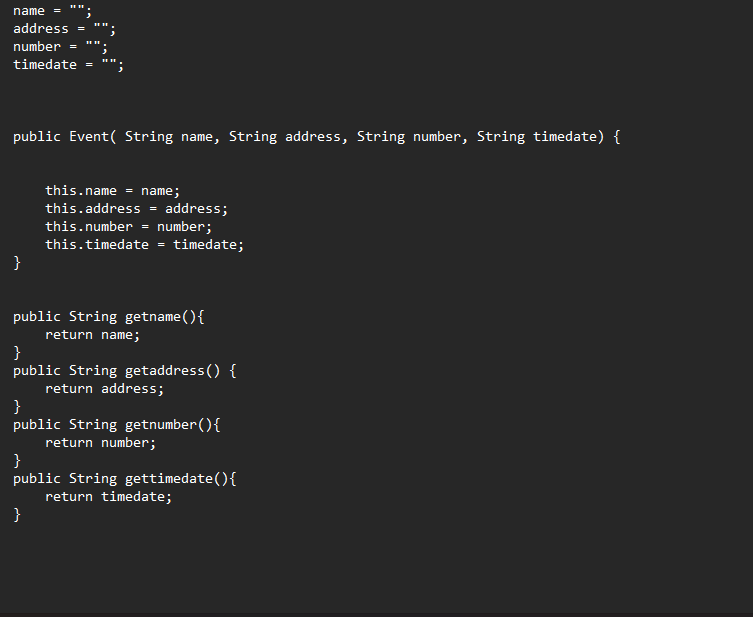 name = "";
address = "";
number = "";
timedate = "";
public Event( String name, String address, String number, String timedate) {
this.name = name;
this.address = address;
this.number = number;
this.timedate = timedate;
}
public String getname(){
return name;
}
public String getaddress() {
return address;
}
public String getnumber(){
return number;
}
public String gettimedate(){
return timedate;
}